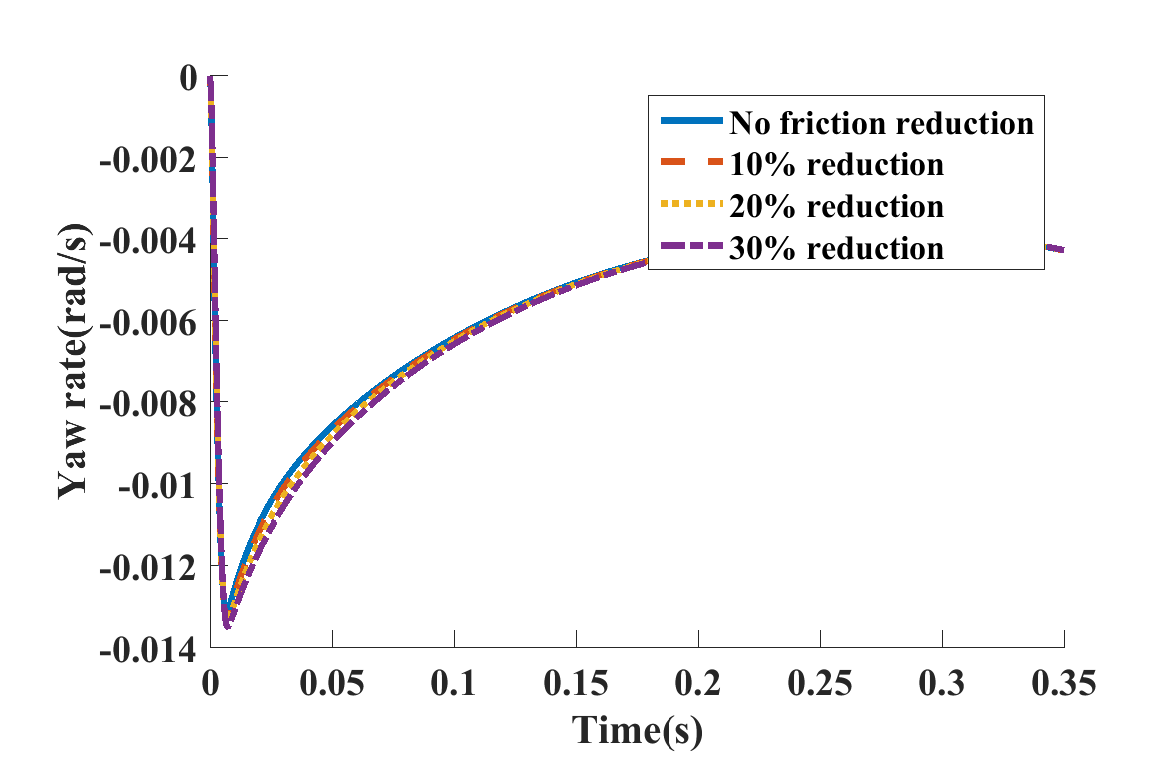 0
-0.002
-0.004
-0.006
-0.008
-0.01
-0.012
-0.014
Yaw rate(rad/s)
No friction reduction
10% reduction
20% reduction
30% reduction
0 0.05 0.1 0.15 0.2 0.25 0.3 0.35
Time(s)